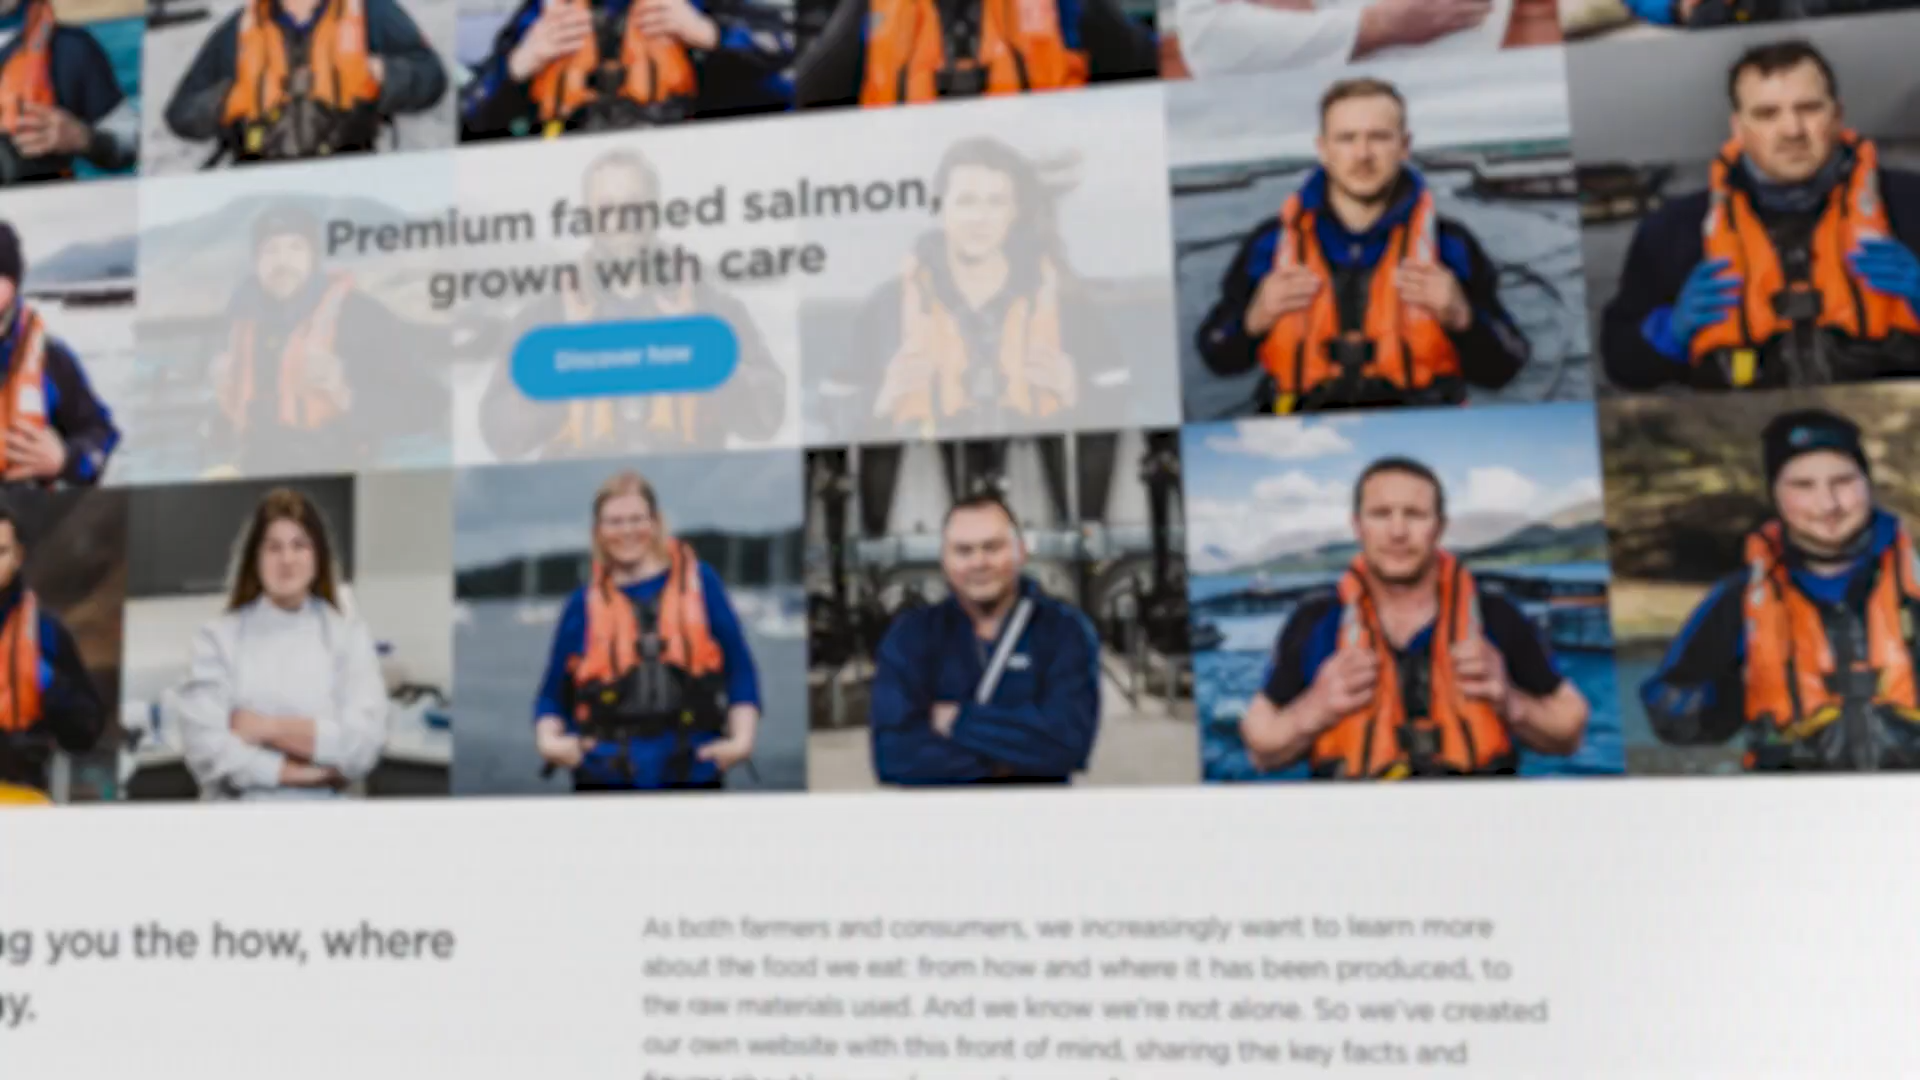 Premium farmed salmon,
grown with care
Discover how
g you the how, where
y.
As both farmers and consumers, we increasingly want to learn more
about the food we eat: from how and where it has been produced, to
the raw materials used. And we know we're not alone. So we've created
our own website with this front of mind, sharing the key facts and